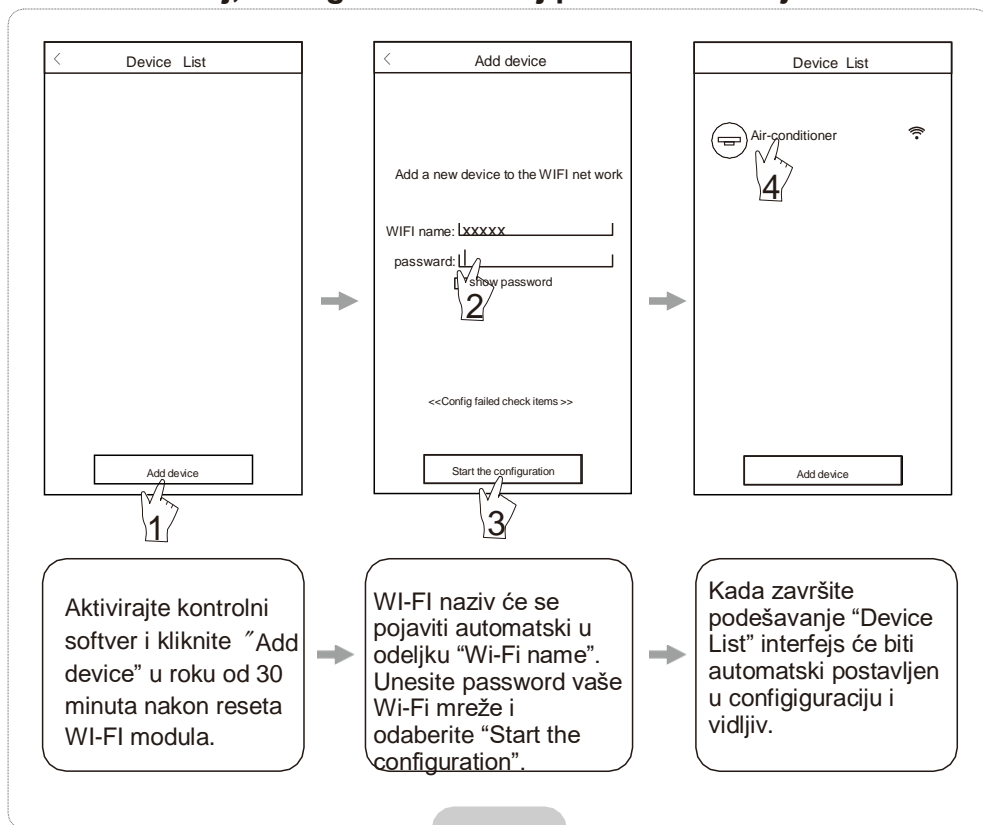 < Device List
< Add device
Device List
Air-conditioner
Add a new device to the WIFI net work
WIFI name: xxxxx
passward:
show password
<<Config failed check items >>
Add device
Start the configuration
Add device
1
2
3
4
Aktivirajte kontrolni
softver i kliknite ″Add
device” u roku od 30
minuta nakon reseta
WI-FI modula.
WI-FI naziv će se
pojaviti automatski u
odeljku “Wi-Fi name”.
Unesite password vaše
Wi-Fi mreže i
odaberite “Start the
configuration”.
Kada završite
podešavanje “Device
List” interfejs će biti
automatski postavljen
u configiguraciju i
vidljiv.